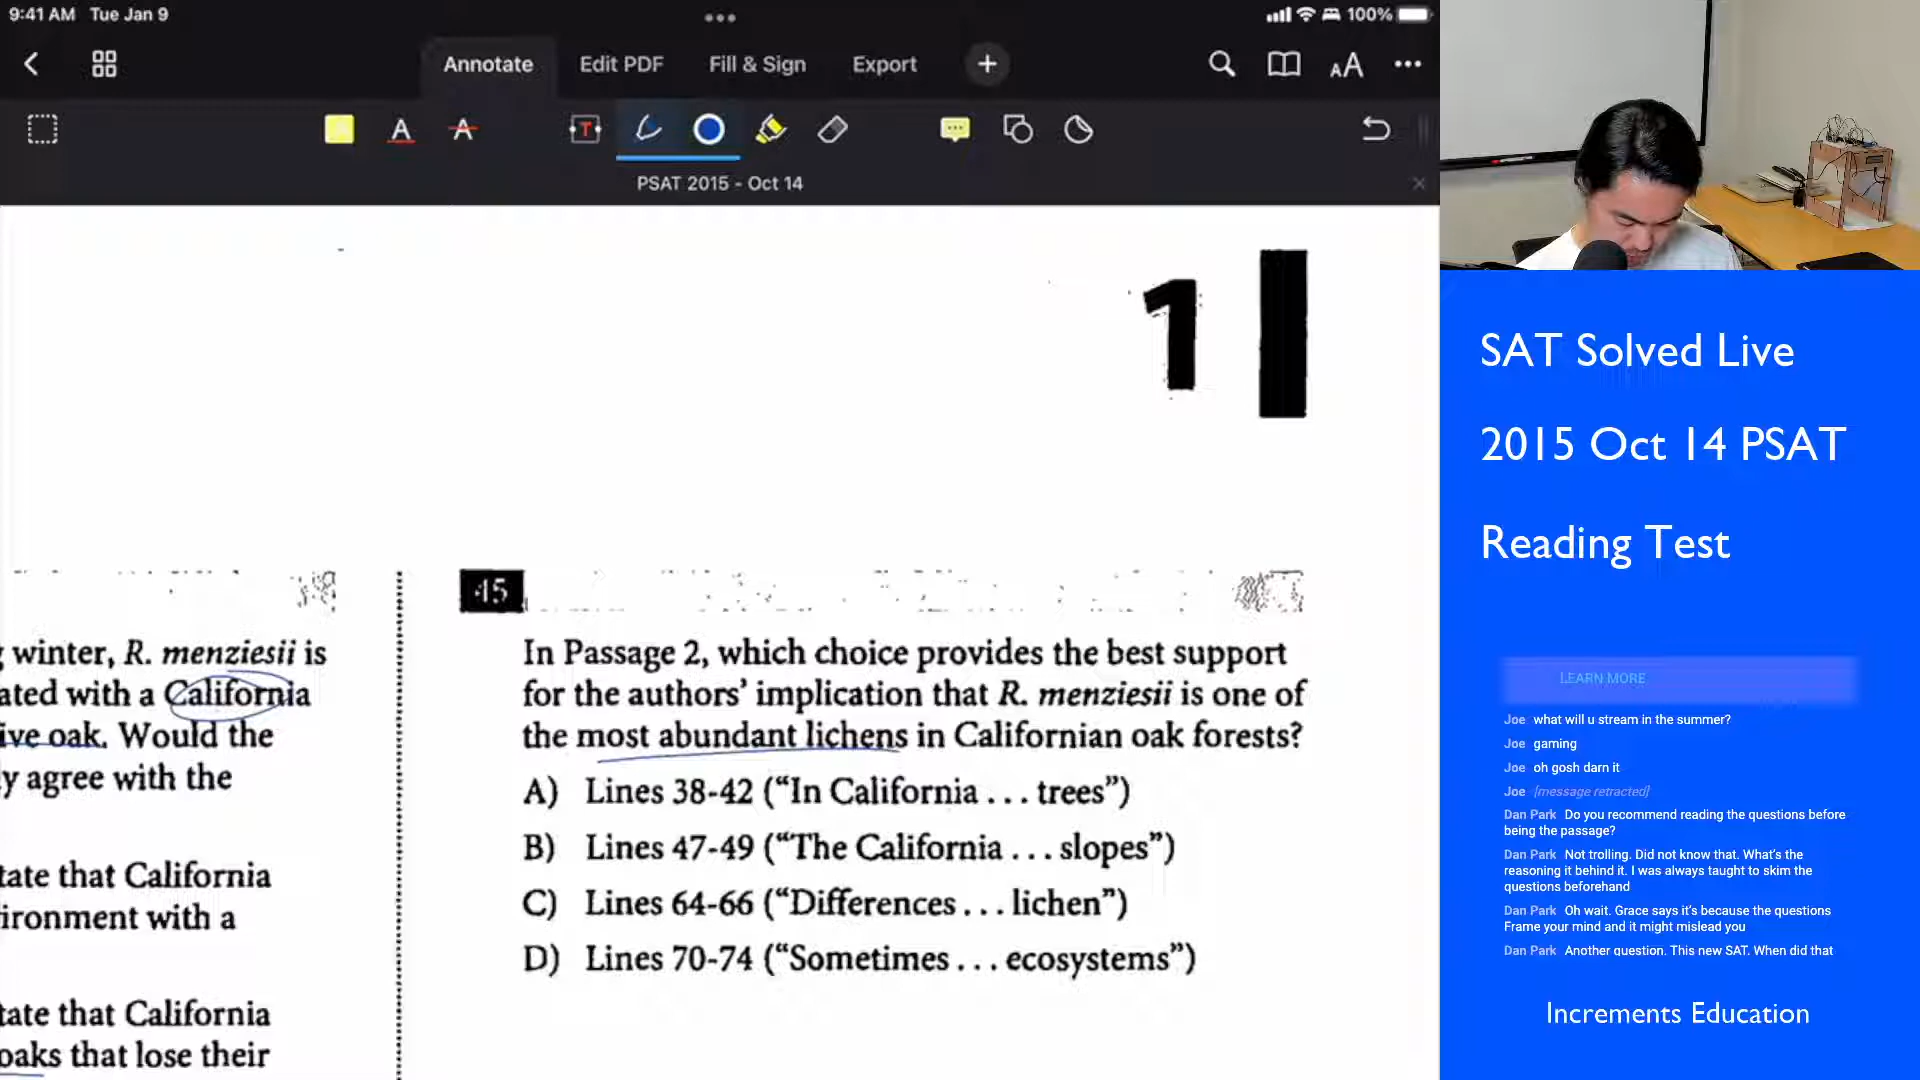 9:41 AM Tue Jan 9
100%
Annotate
Edit PDF
Fill & Sign
Export
AA
A
A
T
PSAT 2015 - Oct 14
1
winter, R. menziesii is
ated with a California
ive oak. Would the
y agree with the
tate that California
ironment with a
tate that California
oaks that lose their
45
In Passage 2, which choice provides the best support
for the authors’ implication that R. menziesii is one of
the most abundant lichens in Californian oak forests?
A) Lines 38-42 (“In California . . . trees”)
B) Lines 47-49 (“The California . . . slopes”)
C) Lines 64-66 (“Differences . . . lichen”)
D) Lines 70-74 (“Sometimes . . . ecosystems”)
SAT Solved Live
2015 Oct 14 PSAT
Reading Test
LEARN MORE
Joe what will u stream in the summer?
Joe gaming
Joe oh gosh darn it
Joe [message retracted]
Dan Park Do you recommend reading the questions before
being the passage?
Dan Park Not trolling. Did not know that. What's the
reasoning it behind it. I was always taught to skim the
questions beforehand
Dan Park Oh wait. Grace says it's because the questions
Frame your mind and it might mislead you
Dan Park Another question. This new SAT. When did that
Increments Education